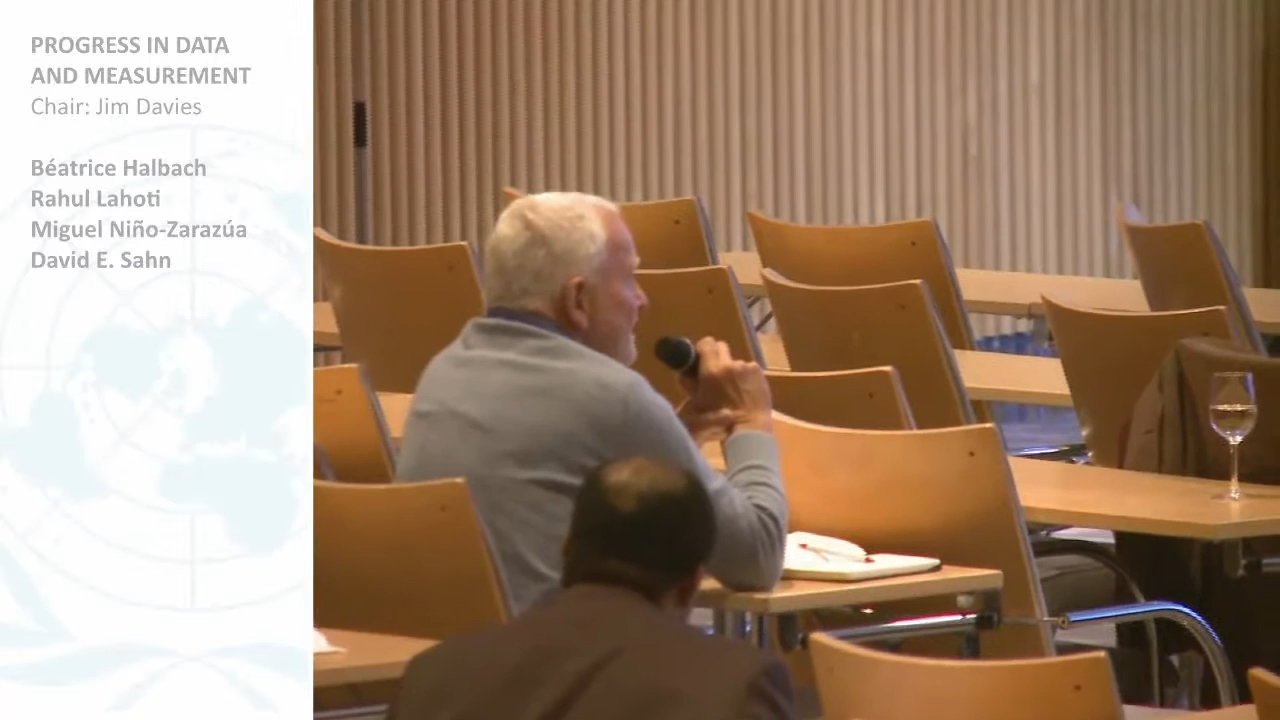 PROGRESS IN DATA
AND MEASUREMENT
Chair: Jim Davies
Béatrice Halbach
Rahul Lahoti
Miguel Niño-Zarazúa
David E. Sahn